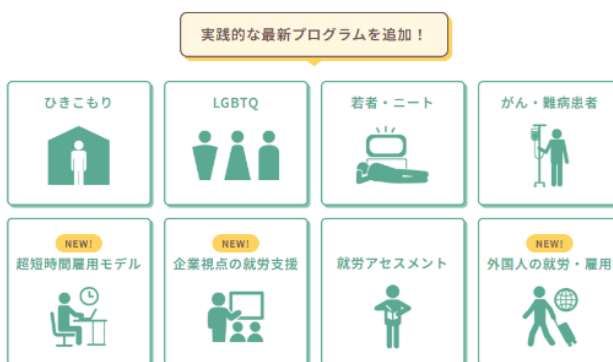 実践的な最新プログラムを追加！
ひきこもり
LGBTQ
若者・ニート
がん・難病患者
NEW!
超短時間雇用モデル
NEW!
企業視点の就労支援
就労アセスメント
NEW!
外国人の就労・雇用